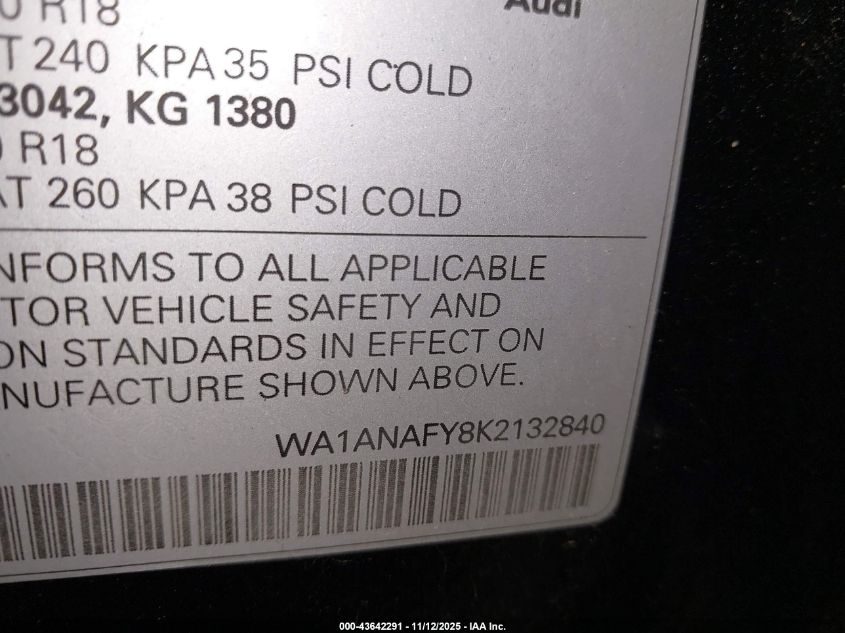 R18
Audi
T 240 KPA 35 PSI COLD
3042, KG 1380
R18
AT 260 KPA 38 PSI COLD
NFORMS TO ALL APPLICABLE
TOR VEHICLE SAFETY AND
ON STANDARDS IN EFFECT ON
NUFACTURE SHOWN ABOVE.
WA1ANAFY8K2132840
000-43642291 - 11/12/2025 - IAA Inc.